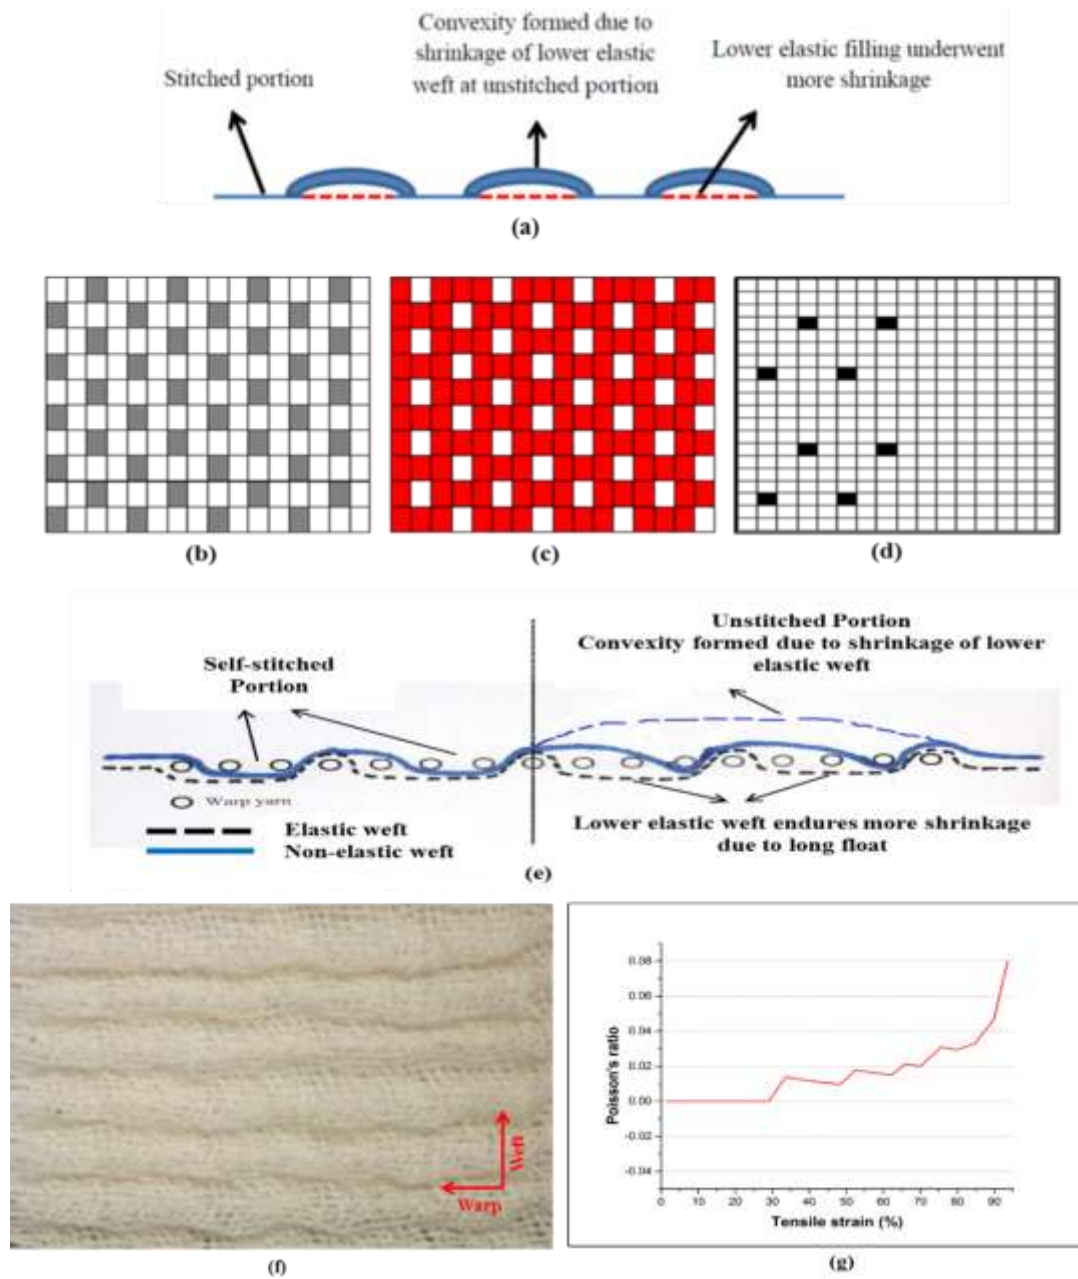 Convexity formed due to
shrinkage of lower elastic
weft at unstitched portion
Lower elastic filling underwent
more shrinkage
Stitched portion
(a)
(b)
(c)
(d)
Unstitched Portion
Convexity formed due to shrinkage of lower
elastic weft
Self-stitched
Portion
Warp yarn
Elastic weft
Non-elastic weft
Lower elastic weft endures more shrinkage
due to long float
(e)
Weft
Warp
(f)
Poisson's ratio
0.08
0.06
0.04
0.02
0.00
-0.02
-0.04
0 10 20 30 40 50 60 70 80 90
Tensile strain (%)
(g)